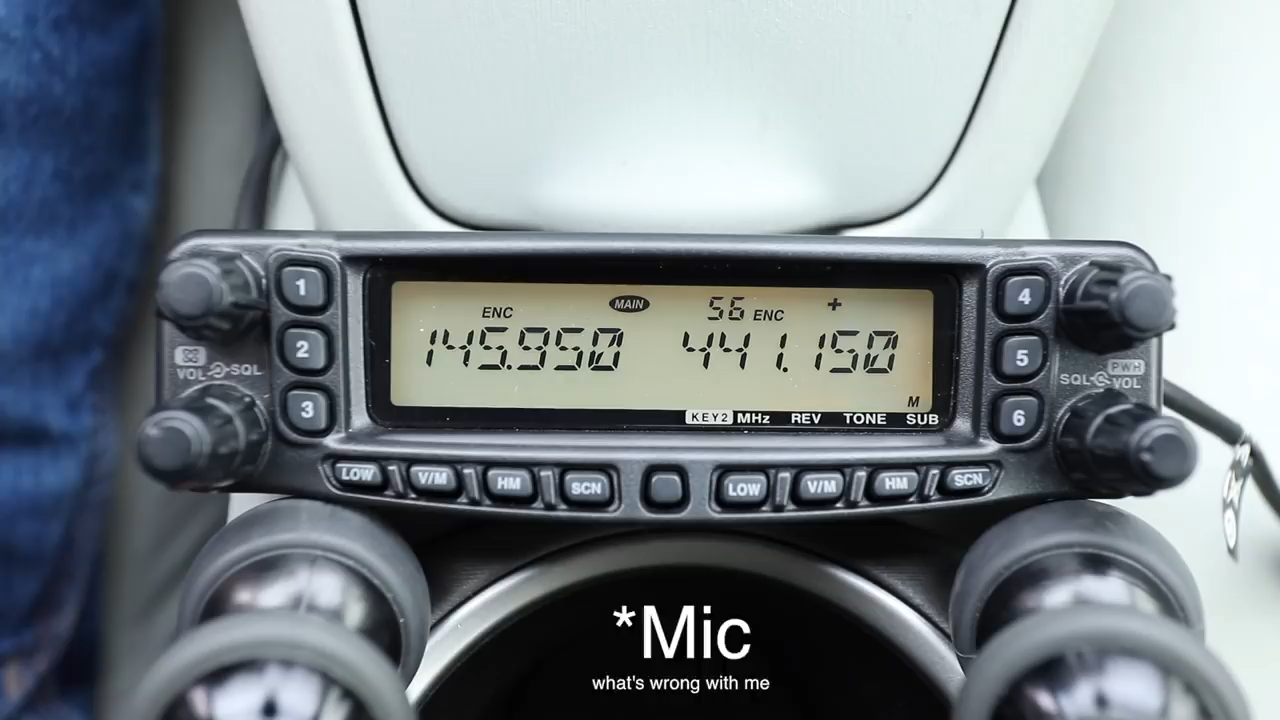 1
2
3
VOL SQL
LOW
V/M
HM
SCN
ENC
MAIN
56 ENC +
145.950
441.150
M
KEY2 MHz REV TONE SUB
LOW
V/M
HM
SCN
4
5
6
PWR
SQL VOL
*Mic
what's wrong with me